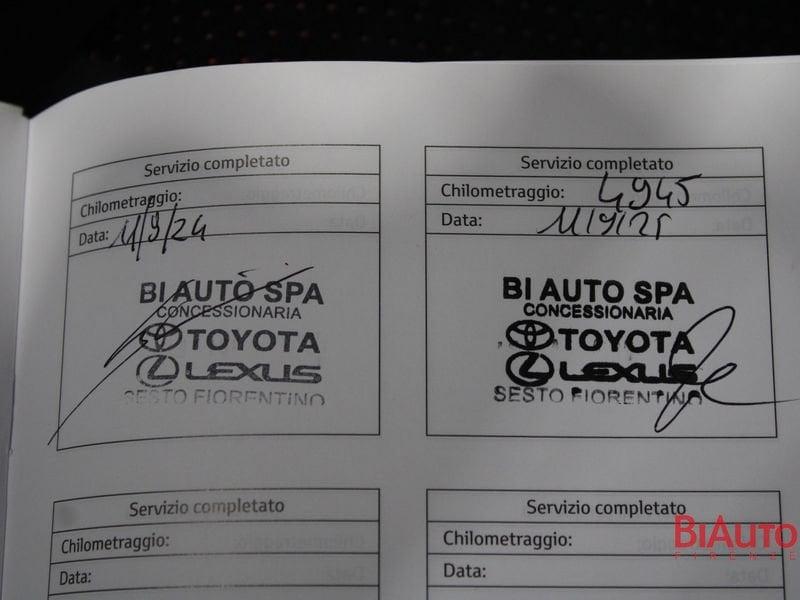 Servizio completato
Chilometraggio:
Data: 11/9/24
BI AUTO SPA
CONCESSIONARIA
TOYOTA
LEXUS
SESTO FIORENTINO
Servizio completato
Chilometraggio: 4945
Data: 11/9/25
BI AUTO SPA
CONCESSIONARIA
TOYOTA
LEXUS
SESTO FIORENTINO
Servizio completato
Chilometraggio:
Data:
Servizio completato
Chilometraggio:
Data:
BIAUTO
FIRENZE